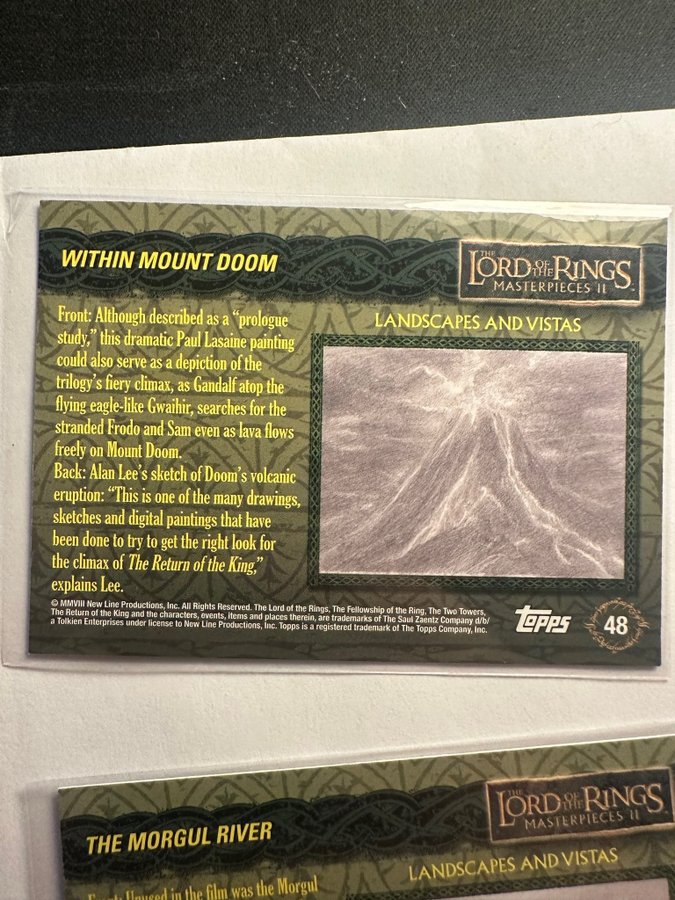 WITHIN MOUNT DOOM
THE
LORD OF THE RINGS
MASTERPIECES II
LANDSCAPES AND VISTAS
Front: Although described as a “prologue
study,” this dramatic Paul Lasaine painting
could also serve as a depiction of the
trilogy’s fiery climax, as Gandalf atop the
flying eagle-like Gwaihir, searches for the
stranded Frodo and Sam even as lava flows
freely on Mount Doom.
Back: Alan Lee’s sketch of Doom’s volcanic
eruption: “This is one of the many drawings,
sketches and digital paintings that have
been done to try to get the right look for
the climax of The Return of the King,”
explains Lee.
© MMVIII New Line Productions, Inc. All Rights Reserved. The Lord of the Rings, The Fellowship of the Ring, The Two Towers,
The Return of the King and the characters, events, items and places therein, are trademarks of The Saul Zaentz Company d/b/
a Tolkien Enterprises under license to New Line Productions, Inc. Topps is a registered trademark of The Topps Company, Inc.
topps
48
THE MORGUL RIVER
THE
LORD OF THE RINGS
MASTERPIECES II
LANDSCAPES AND VISTAS
Front: Unused in the film was the Morgul